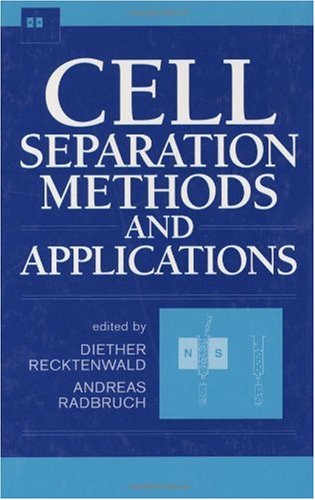 CELL
SEPARATION
METHODS
AND
APPLICATIONS
edited by
DIETHER
RECKTENWALD
ANDREAS
RADBRUCH
N S